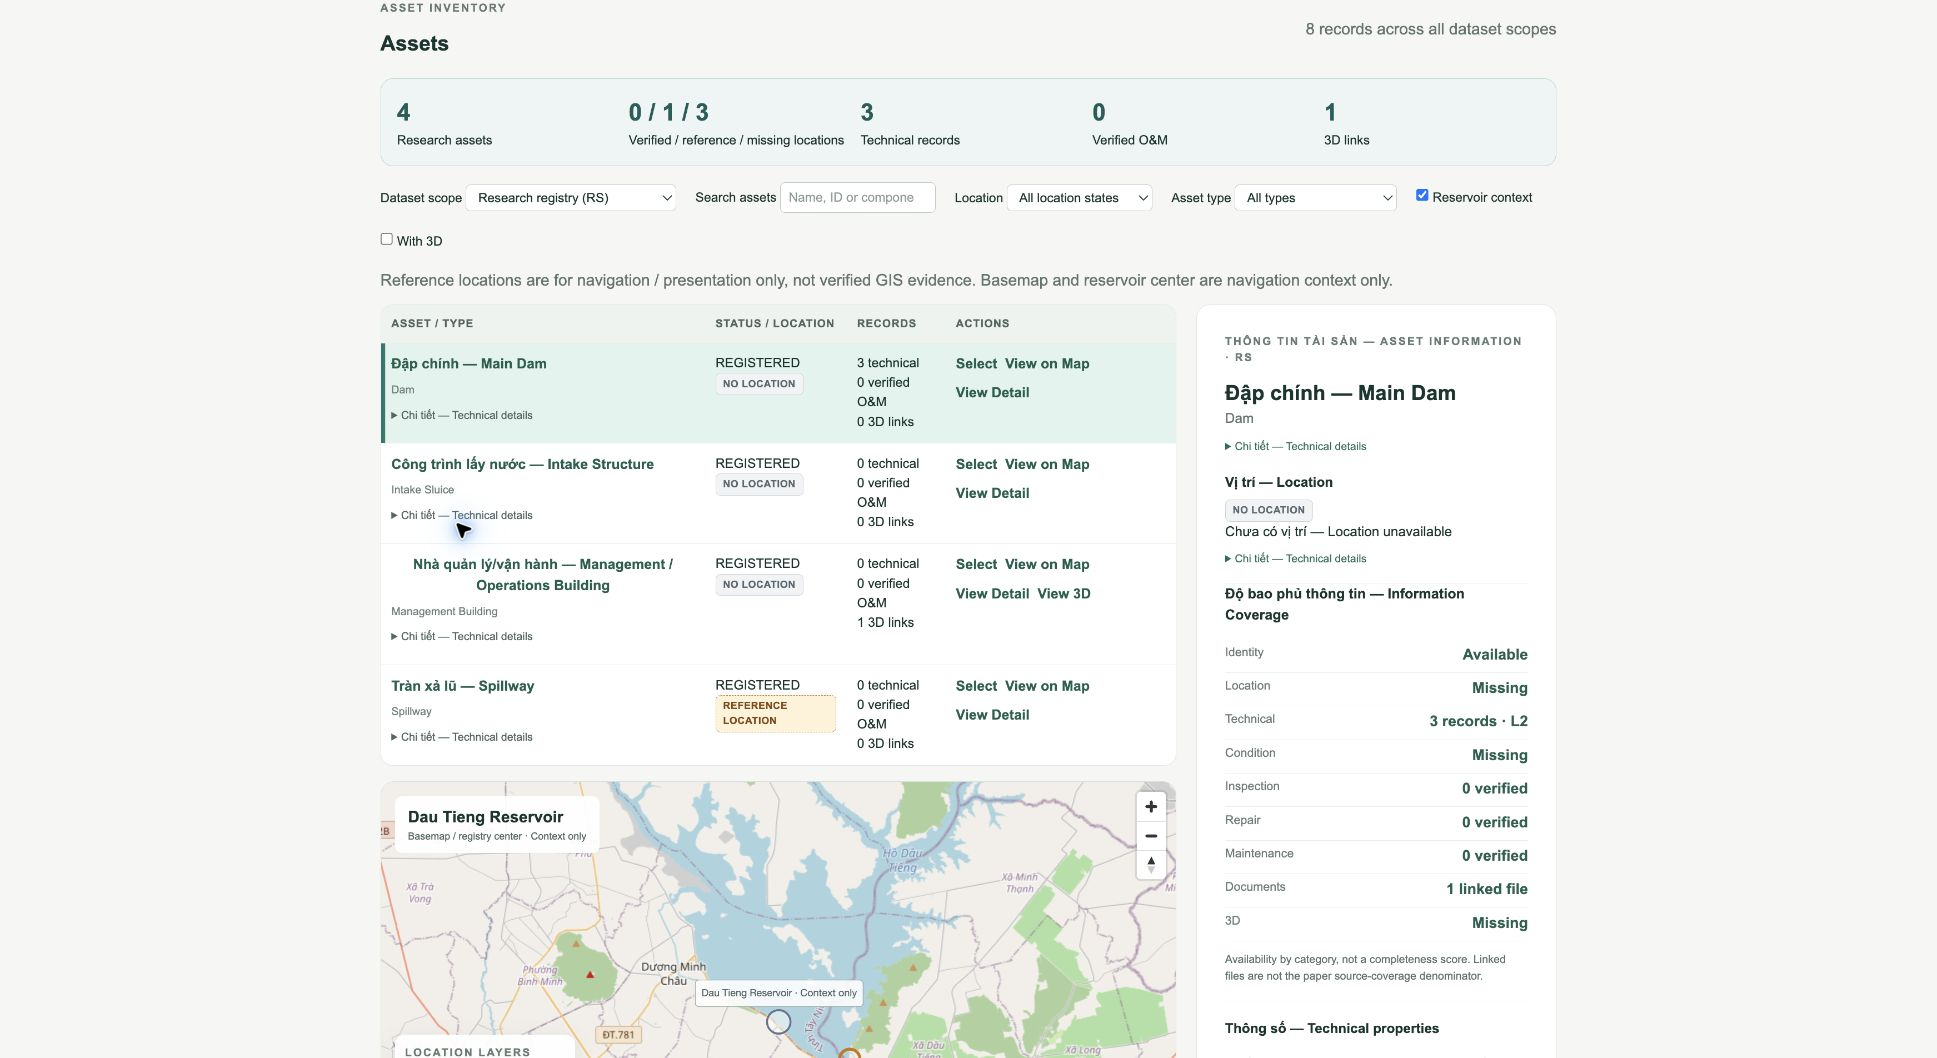 ASSET INVENTORY
Assets
8 records across all dataset scopes
4
Research assets
0 / 1 / 3
Verified / reference / missing locations
3
Technical records
0
Verified O&M
1
3D links
Dataset scope Research registry (RS) Search assets Name, ID or compone Location All location states Asset type All types Reservoir context
With 3D
Reference locations are for navigation / presentation only, not verified GIS evidence. Basemap and reservoir center are navigation context only.
ASSET / TYPE STATUS / LOCATION RECORDS ACTIONS
Đập chính — Main Dam
Dam
Chi tiết — Technical details
REGISTERED
NO LOCATION
3 technical
0 verified
O&M
0 3D links
Select View on Map
View Detail
Công trình lấy nước — Intake Structure
Intake Sluice
Chi tiết — Technical details
REGISTERED
NO LOCATION
0 technical
0 verified
O&M
0 3D links
Select View on Map
View Detail
Nhà quản lý/vận hành — Management /
Operations Building
Management Building
Chi tiết — Technical details
REGISTERED
NO LOCATION
0 technical
0 verified
O&M
1 3D links
Select View on Map
View Detail View 3D
Tràn xả lũ — Spillway
Spillway
Chi tiết — Technical details
REGISTERED
REFERENCE
LOCATION
0 technical
0 verified
O&M
0 3D links
Select View on Map
View Detail
Dau Tieng Reservoir
Basemap / registry center · Context only
2B
Phú
Xã Trà
Vong
Hồ Dầu
Tiếng
Xã Minh
Thạnh
Phường
Bình Minh
Dương Minh
Châu
Dau Tieng Reservoir · Context only
ĐT.781
Xã Dầu
Xã Long
LOCATION LAYERS
THÔNG TIN TÀI SẢN — ASSET INFORMATION
· RS
Đập chính — Main Dam
Dam
Chi tiết — Technical details
Vị trí — Location
NO LOCATION
Chưa có vị trí — Location unavailable
Chi tiết — Technical details
Độ bao phủ thông tin — Information
Coverage
Identity Available
Location Missing
Technical 3 records · L2
Condition Missing
Inspection 0 verified
Repair 0 verified
Maintenance 0 verified
Documents 1 linked file
3D Missing
Availability by category, not a completeness score. Linked
files are not the paper source-coverage denominator.
Thông số — Technical properties